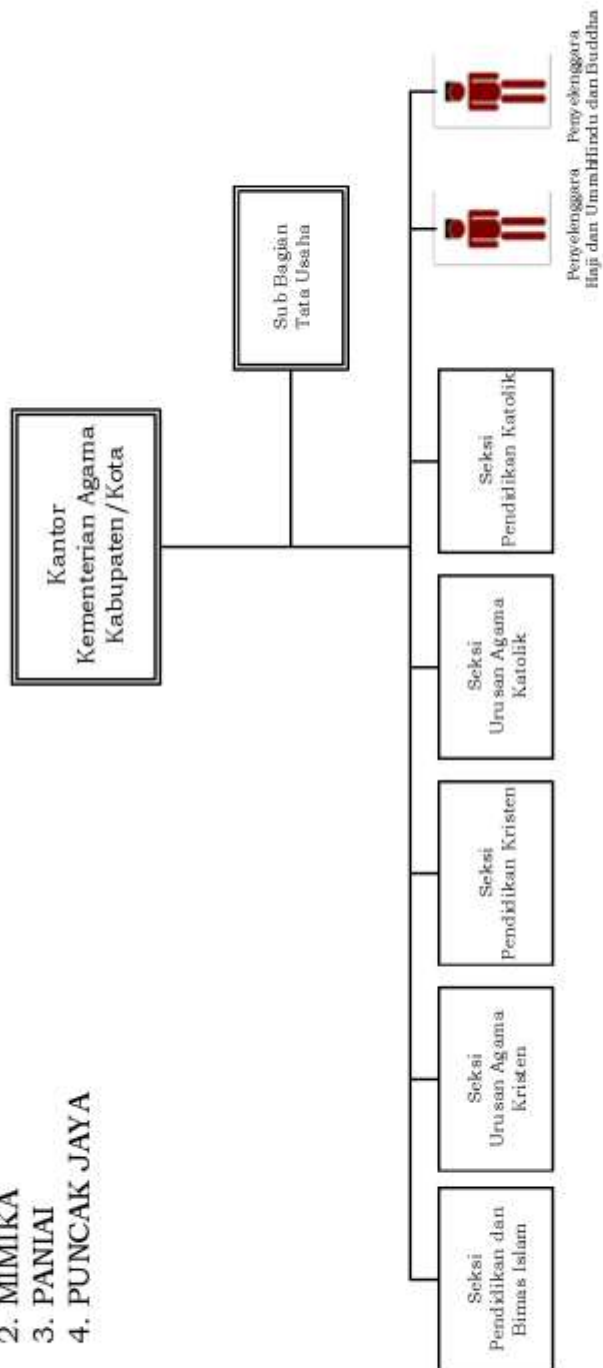 2. MIMIKA
3. PANIAI
4. PUNCAK JAYA
Kantor
Kementerian Agama
Kabupaten/Kota
Sub Bagian
Tata Usaha
Seksi
Pendidikan dan
Bimas Islam
Seksi
Urusan Agama
Kristen
Seksi
Pendidikan Kristen
Seksi
Urusan Agama
Katolik
Seksi
Pendidikan Katolik
Penyelenggara
Haji dan Umrah
Penyelenggara
Hindu dan Buddha